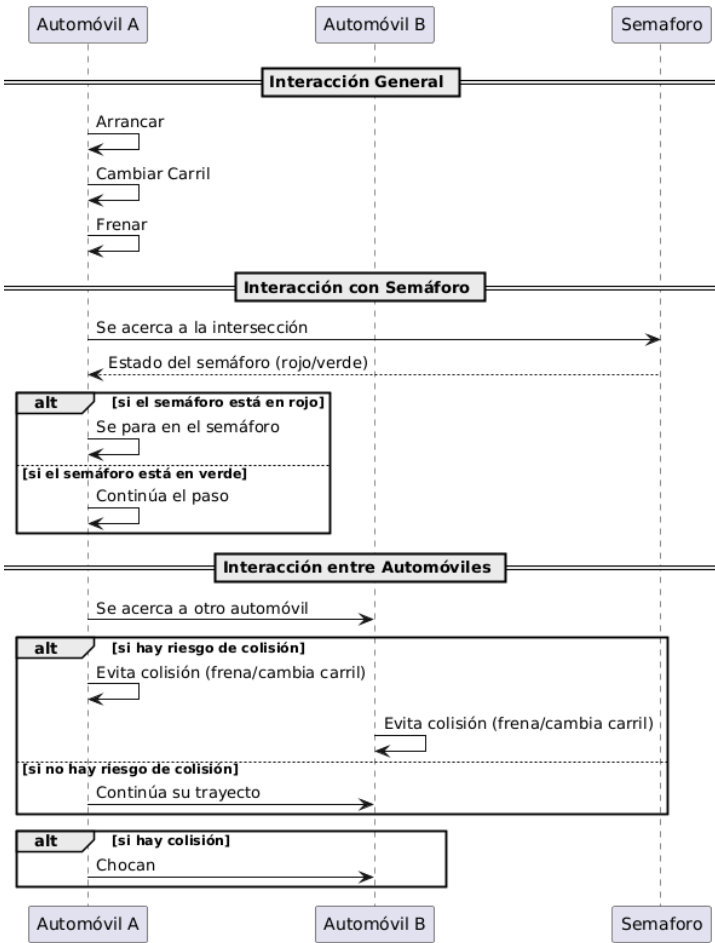 Automóvil A
Automóvil B
Semaforo
Interacción General
Arrancar
Cambiar Carril
Frenar
Interacción con Semáforo
Se acerca a la intersección
Estado del semáforo (rojo/verde)
alt [si el semáforo está en rojo]
Se para en el semáforo
[si el semáforo está en verde]
Continúa el paso
Interacción entre Automóviles
Se acerca a otro automóvil
alt [si hay riesgo de colisión]
Evita colisión (frena/cambia carril)
Evita colisión (frena/cambia carril)
[si no hay riesgo de colisión]
Continúa su trayecto
alt [si hay colisión]
Chocan
Automóvil A
Automóvil B
Semaforo